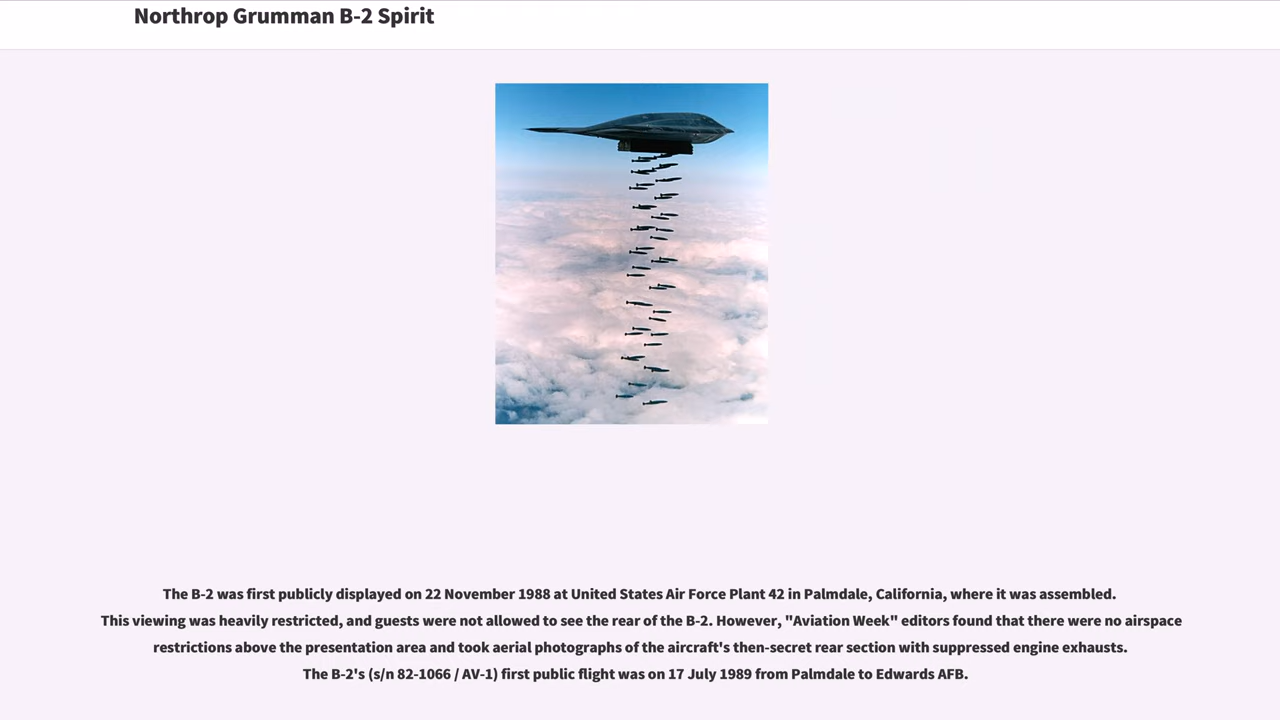 Northrop Grumman B-2 Spirit
The B-2 was first publicly displayed on 22 November 1988 at United States Air Force Plant 42 in Palmdale, California, where it was assembled.
This viewing was heavily restricted, and guests were not allowed to see the rear of the B-2. However, "Aviation Week" editors found that there were no airspace
restrictions above the presentation area and took aerial photographs of the aircraft's then-secret rear section with suppressed engine exhausts.
The B-2's (s/n 82-1066 / AV-1) first public flight was on 17 July 1989 from Palmdale to Edwards AFB.